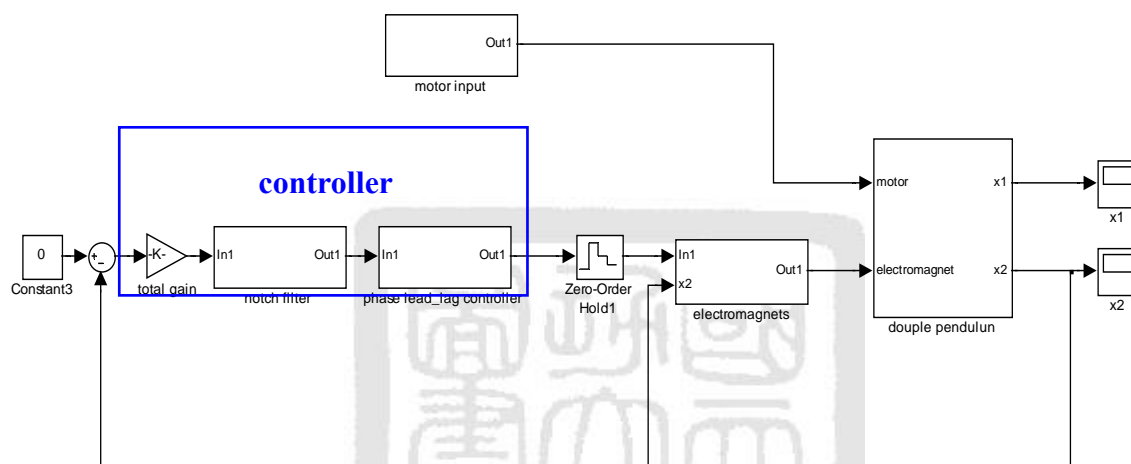 Out1
motor input
controller
motor
x1
x1
0
Constant3
+
-
-K-
total gain
In1
Out1
notch filter
In1
Out1
phase lead_lag controller
Zero-Order
Hold1
In1
x2
Out1
electromagnets
electromagnet
x2
douple pendulun
x2